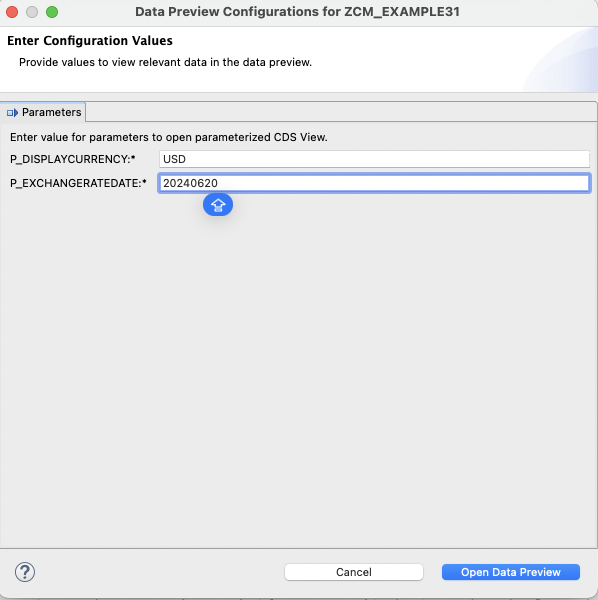 Data Preview Configurations for ZCM_EXAMPLE31
Enter Configuration Values
Provide values to view relevant data in the data preview.
Parameters
Enter value for parameters to open parameterized CDS View.
P_DISPLAYCURRENCY:* USD
P_EXCHANGERATEDATE:* 20240620
? Cancel Open Data Preview